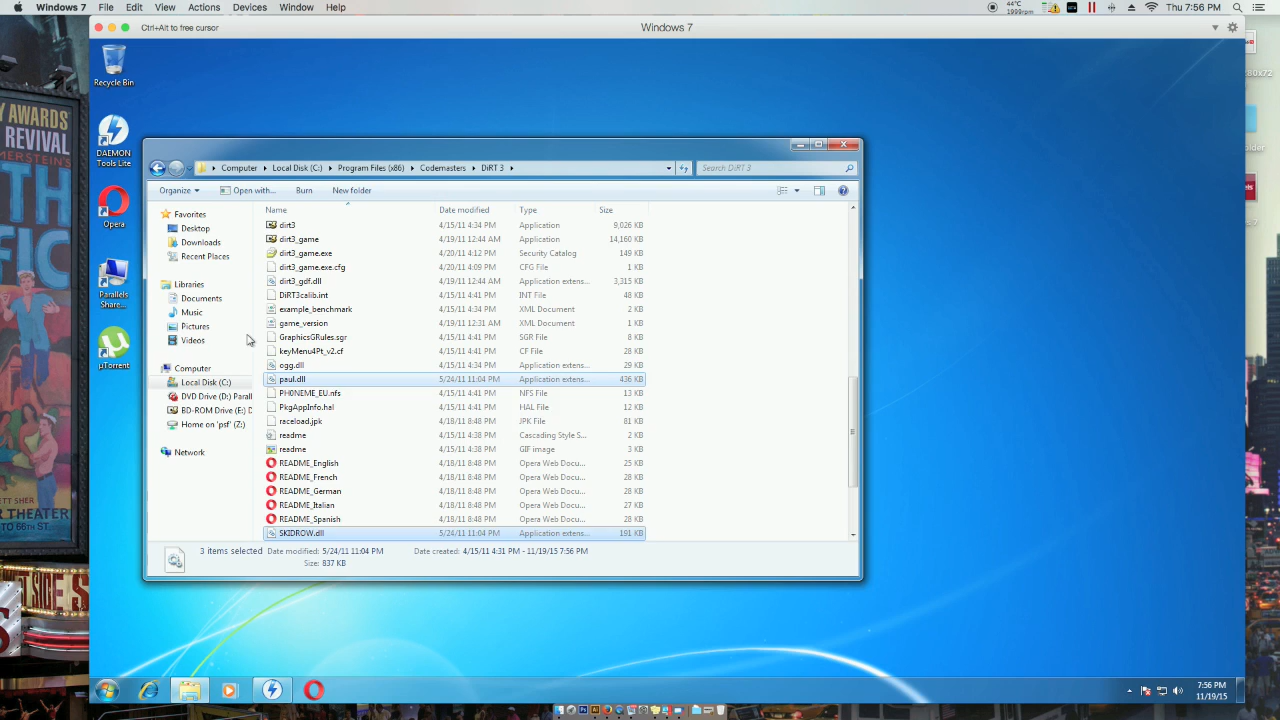 Windows 7 File Edit View Actions Devices Window Help 44°C 1999rpm Thu 7:56 PM
Ctrl+Alt to free cursor Windows 7
Recycle Bin
DAEMON Tools Lite
Opera
Parallels Share...
µTorrent
Computer Local Disk (C:) Program Files (x86) Codemasters DiRT 3 Search DiRT 3
Organize Open with... Burn New folder
Favorites
Desktop
Downloads
Recent Places
Libraries
Documents
Music
Pictures
Videos
Computer
Local Disk (C:)
DVD Drive (D:) Parall
BD-ROM Drive (E:) D
Home on 'psf' (Z:)
Network
Name Date modified Type Size
dirt3 4/15/11 4:34 PM Application 9,026 KB
dirt3_game 4/19/11 12:44 AM Application 14,160 KB
dirt3_game.exe 4/20/11 4:12 PM Security Catalog 149 KB
dirt3_game.exe.cfg 4/20/11 4:09 PM CFG File 1 KB
dirt3_gdf.dll 4/19/11 12:44 AM Application extens... 3,315 KB
DiRT3calib.int 4/15/11 4:41 PM INT File 48 KB
example_benchmark 4/15/11 4:41 PM XML Document 2 KB
game_version 4/19/11 12:31 AM XML Document 1 KB
GraphicsGRules.sgr 4/15/11 4:41 PM SGR File 8 KB
keyMenu4Pt_v2.cf 4/15/11 4:41 PM CF File 28 KB
ogg.dll 4/15/11 4:34 PM Application extens... 29 KB
paul.dll 5/24/11 11:04 PM Application extens... 436 KB
PH0NEME_EU.nfs 4/15/11 4:41 PM NFS File 13 KB
PkgAppInfo.hal 4/15/11 4:41 PM HAL File 12 KB
raceload.jpk 4/18/11 8:48 PM JPK File 81 KB
readme 4/15/11 4:38 PM Cascading Style S... 2 KB
readme 4/15/11 4:38 PM GIF image 3 KB
README_English 4/18/11 8:48 PM Opera Web Docu... 25 KB
README_French 4/18/11 8:48 PM Opera Web Docu... 28 KB
README_German 4/18/11 8:48 PM Opera Web Docu... 28 KB
README_Italian 4/18/11 8:48 PM Opera Web Docu... 27 KB
README_Spanish 4/18/11 8:48 PM Opera Web Docu... 28 KB
SKIDROW.dll 5/24/11 11:04 PM Application extens... 191 KB
3 items selected Date modified: 5/24/11 11:04 PM Date created: 4/15/11 4:31 PM - 11/19/15 7:56 PM
Size: 837 KB
7:56 PM
11/19/15
Y AWARDS
REVIVAL
FIC
THEATER
TO 66TH ST.